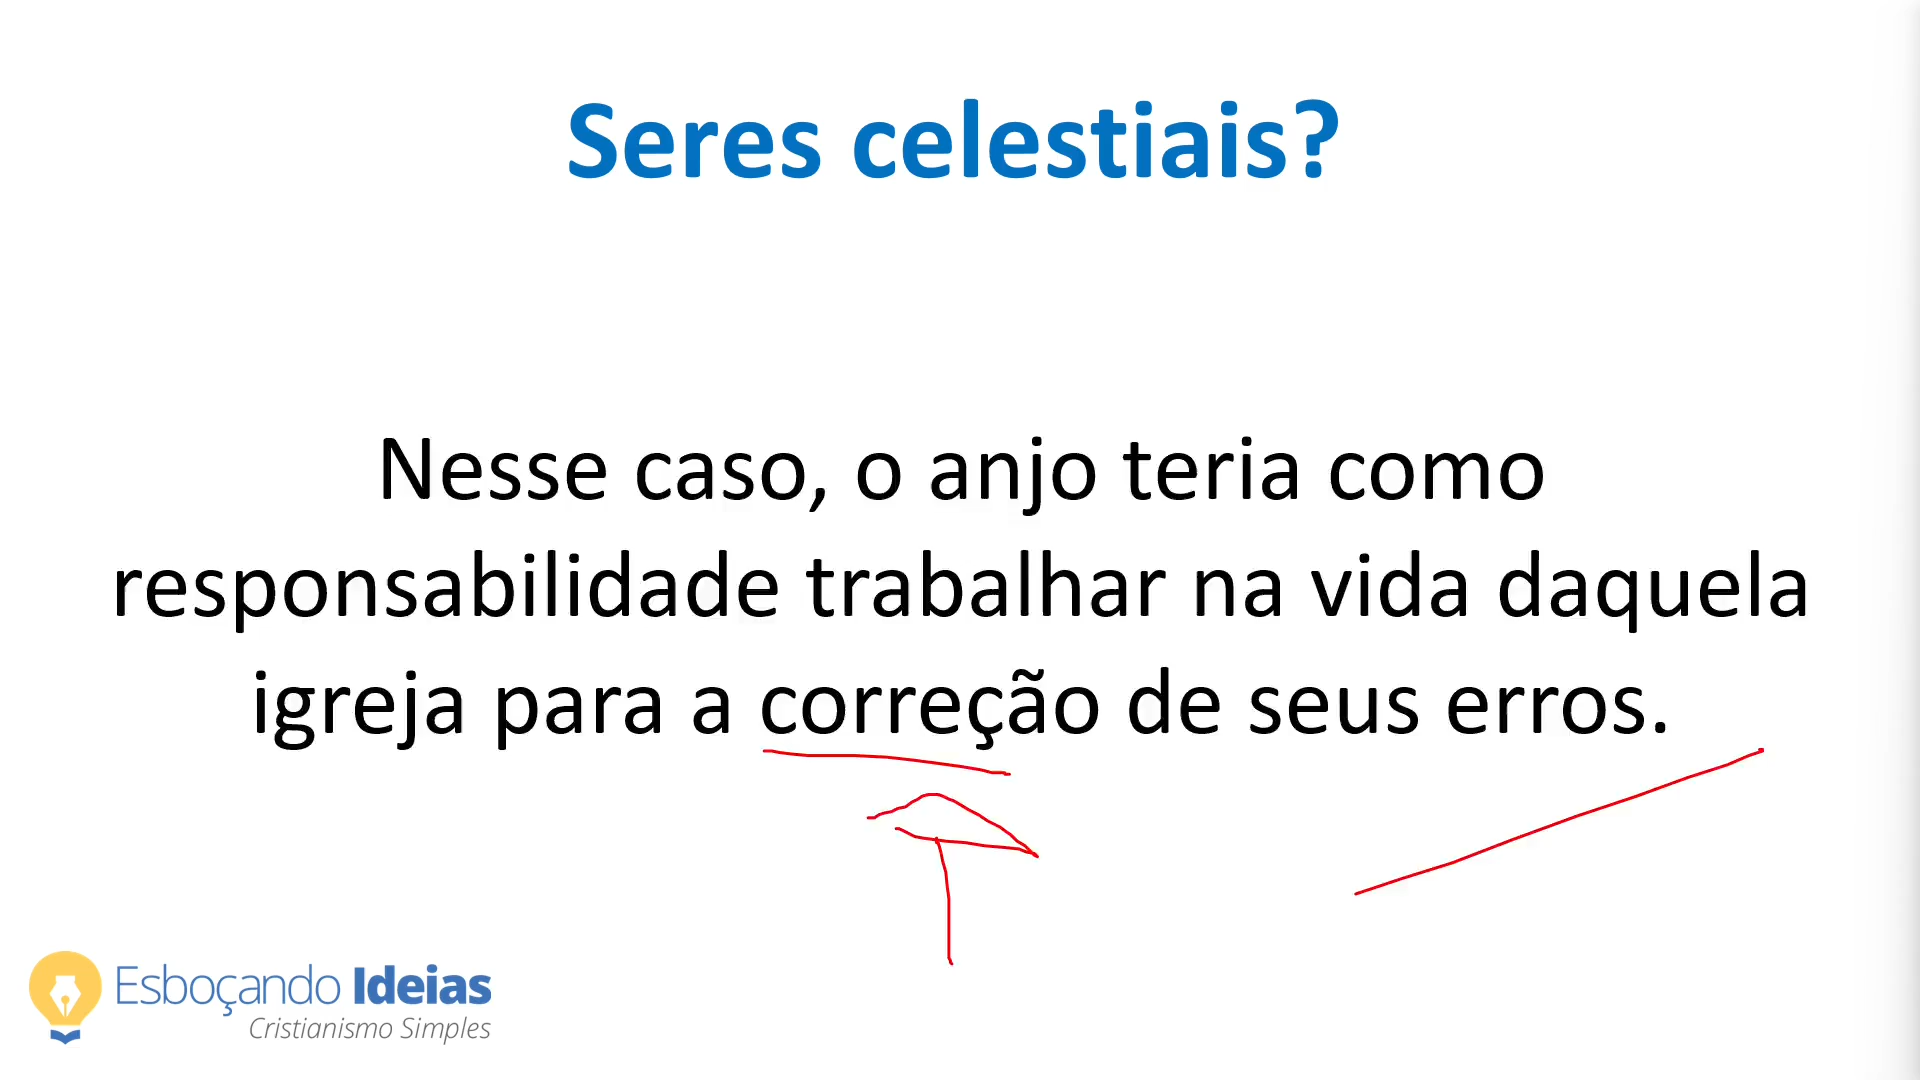 Seres celestiais?
Nesse caso, o anjo teria como
responsabilidade trabalhar na vida daquela
igreja para a correção de seus erros.
Esboçando Ideias
Cristianismo Simples